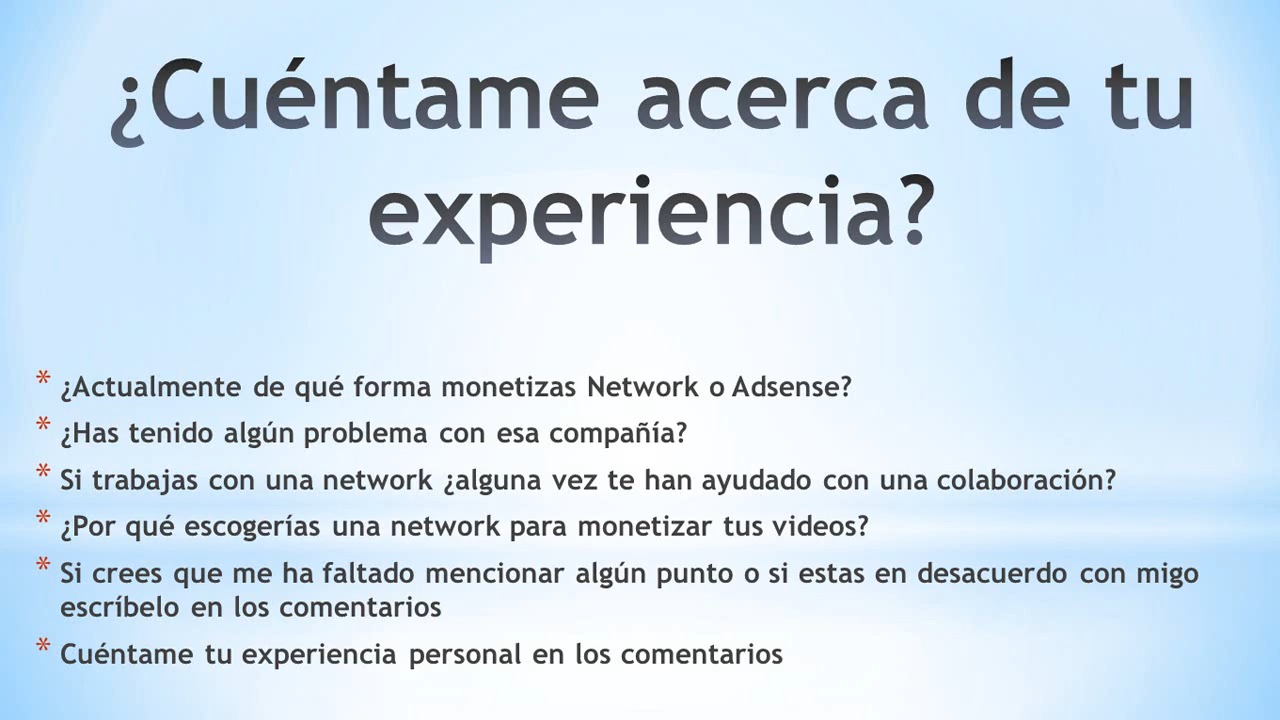 ¿Cuéntame acerca de tu
experiencia?
* ¿Actualmente de qué forma monetizas Network o Adsense?
* ¿Has tenido algún problema con esa compañía?
* Si trabajas con una network ¿alguna vez te han ayudado con una colaboración?
* ¿Por qué escogerías una network para monetizar tus videos?
* Si crees que me ha faltado mencionar algún punto o si estas en desacuerdo con migo
escríbelo en los comentarios
* Cuéntame tu experiencia personal en los comentarios